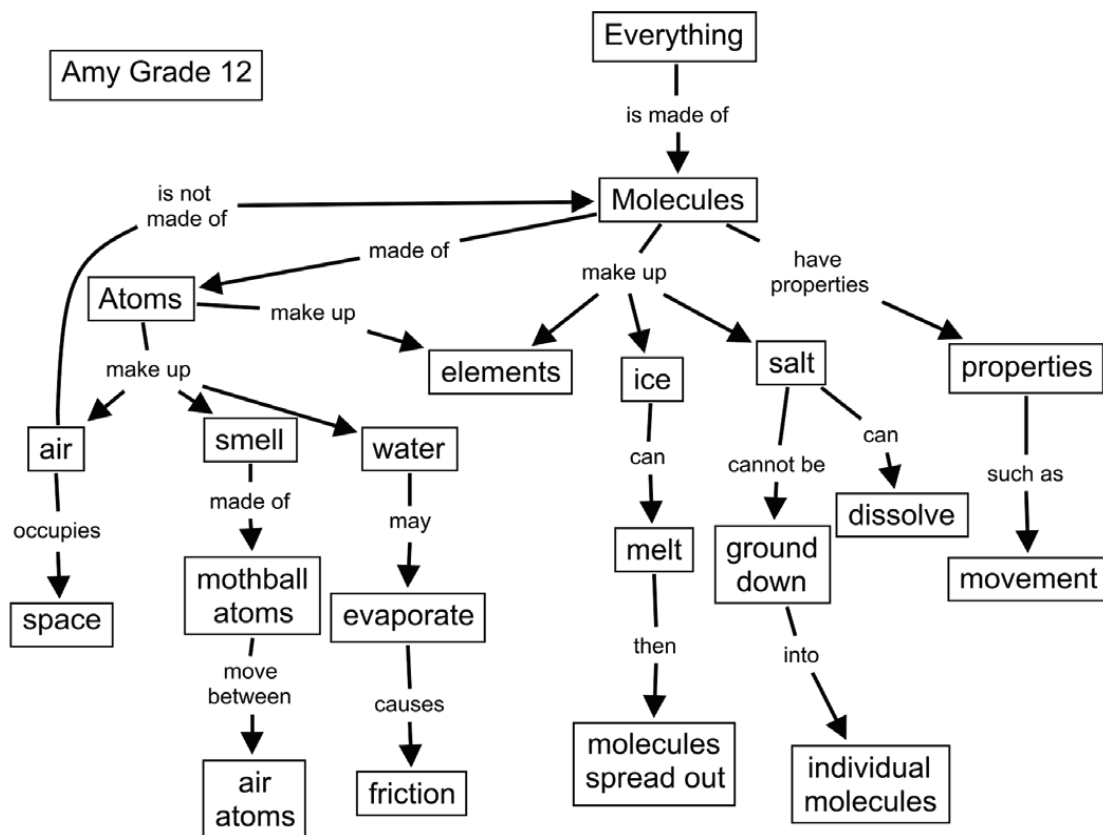 Everything
Amy Grade 12
is made of
is not
made of
Molecules
made of
make up
have
properties
Atoms
make up
elements
ice
salt
properties
make up
air
smell
water
can
cannot be
can
such as
occupies
made of
may
melt
ground
down
dissolve
movement
space
mothball
atoms
evaporate
then
into
move
between
causes
molecules
spread out
individual
molecules
air
atoms
friction